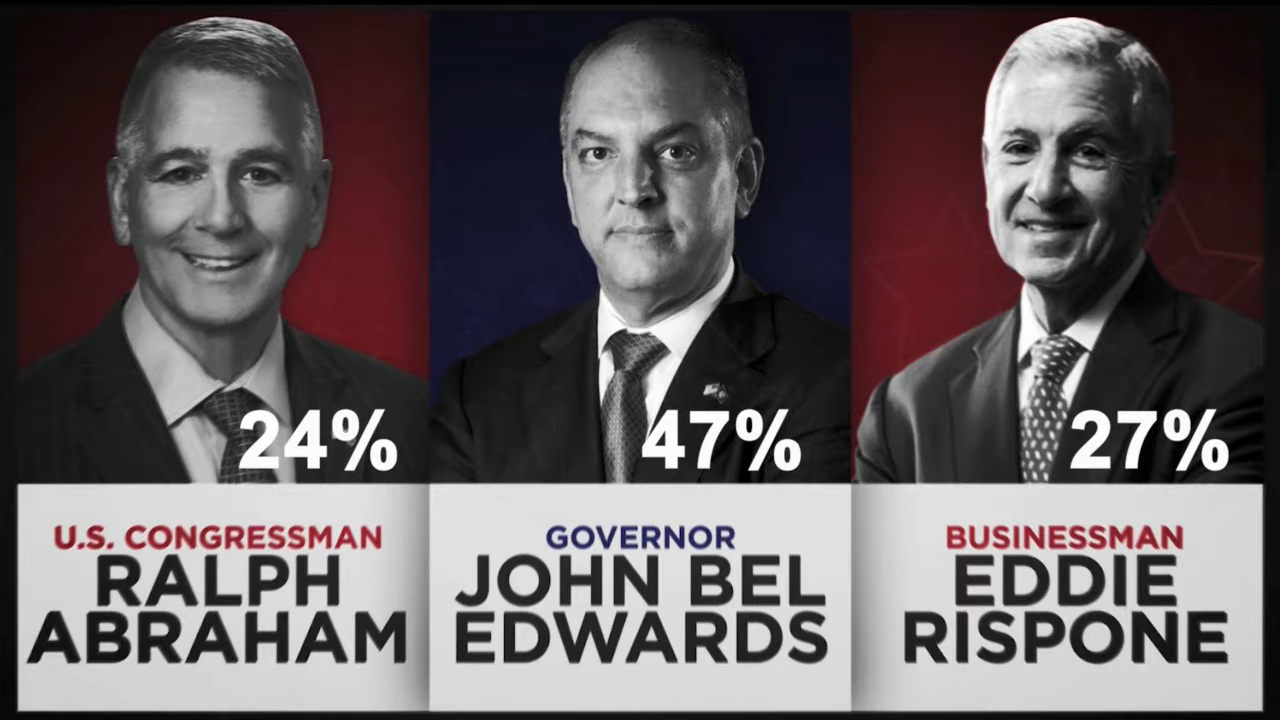 24%
U.S. CONGRESSMAN
RALPH
ABRAHAM
47%
GOVERNOR
JOHN BEL
EDWARDS
27%
BUSINESSMAN
EDDIE
RISPONE